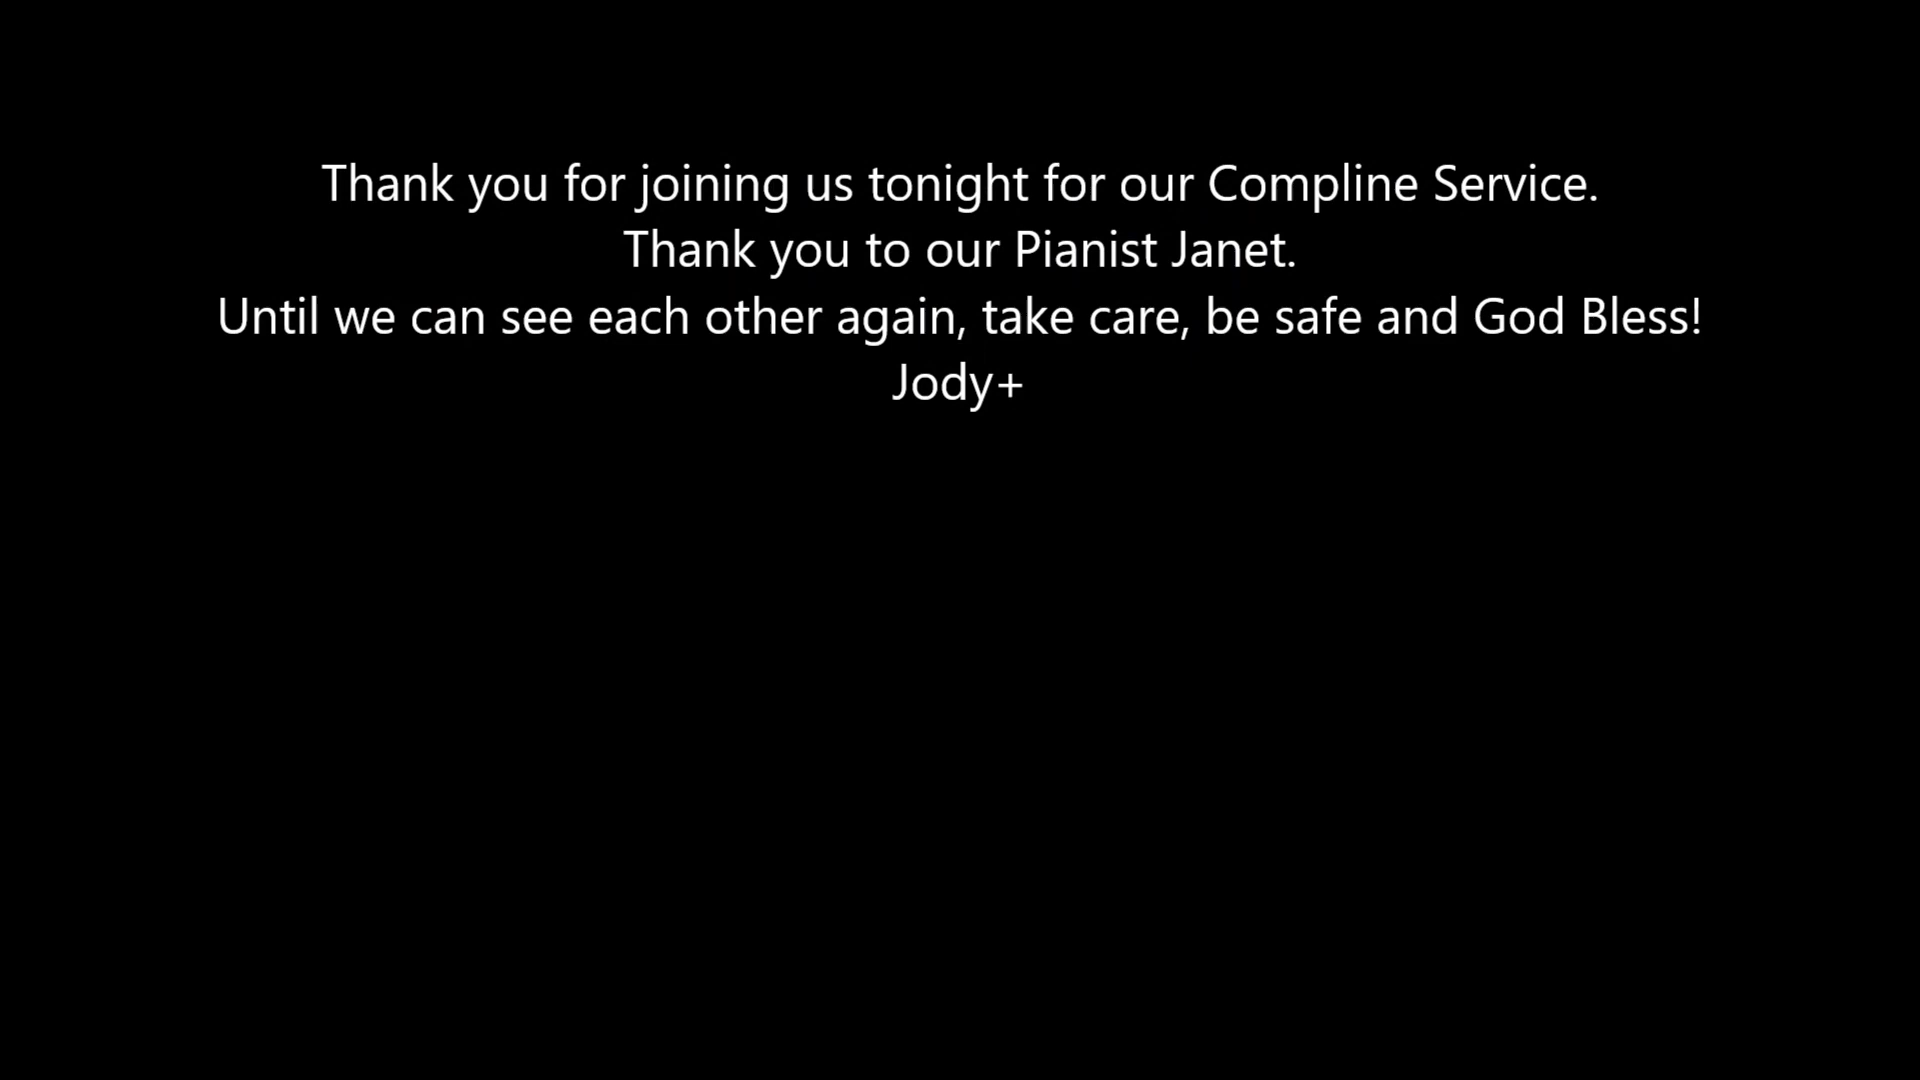 Thank you for joining us tonight for our Compline Service.
Thank you to our Pianist Janet.
Until we can see each other again, take care, be safe and God Bless!
Jody+